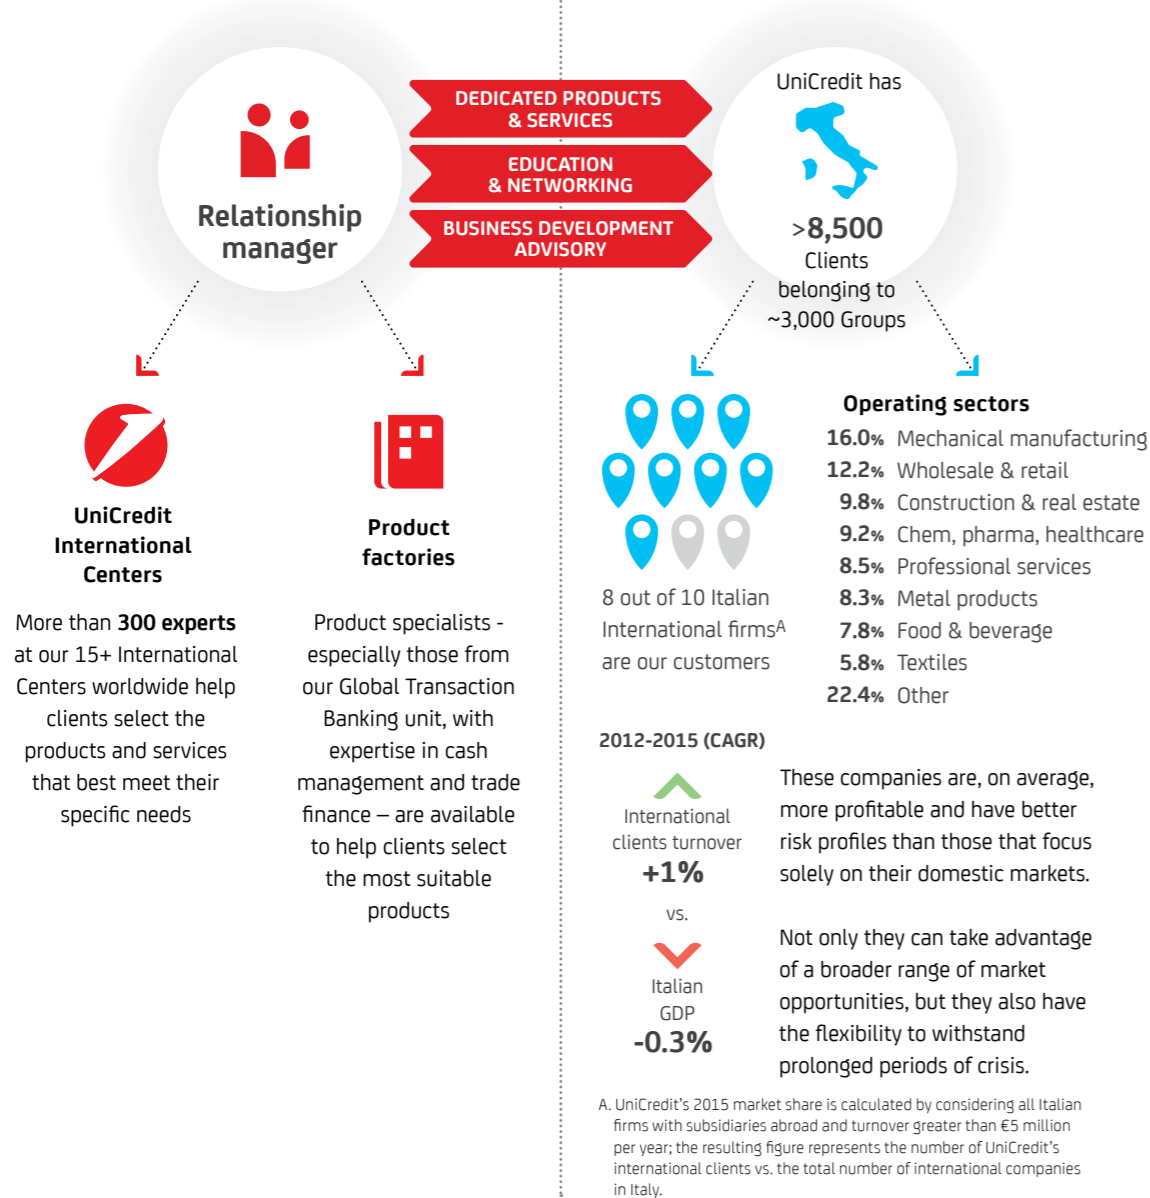 Relationship
manager
DEDICATED PRODUCTS
& SERVICES
EDUCATION
& NETWORKING
BUSINESS DEVELOPMENT
ADVISORY
UniCredit has
>8,500
Clients
belonging to
~3,000 Groups
UniCredit
International
Centers
More than 300 experts
at our 15+ International
Centers worldwide help
clients select the
products and services
that best meet their
specific needs
Product
factories
Product specialists -
especially those from
our Global Transaction
Banking unit, with
expertise in cash
management and trade
finance – are available
to help clients select
the most suitable
products
8 out of 10 Italian
International firmsA
are our customers
Operating sectors
16.0% Mechanical manufacturing
12.2% Wholesale & retail
9.8% Construction & real estate
9.2% Chem, pharma, healthcare
8.5% Professional services
8.3% Metal products
7.8% Food & beverage
5.8% Textiles
22.4% Other
2012-2015 (CAGR)
International
clients turnover
+1%
vs.
Italian
GDP
-0.3%
These companies are, on average,
more profitable and have better
risk profiles than those that focus
solely on their domestic markets.
Not only they can take advantage
of a broader range of market
opportunities, but they also have
the flexibility to withstand
prolonged periods of crisis.
A. UniCredit's 2015 market share is calculated by considering all Italian
firms with subsidiaries abroad and turnover greater than €5 million
per year; the resulting figure represents the number of UniCredit's
international clients vs. the total number of international companies
in Italy.